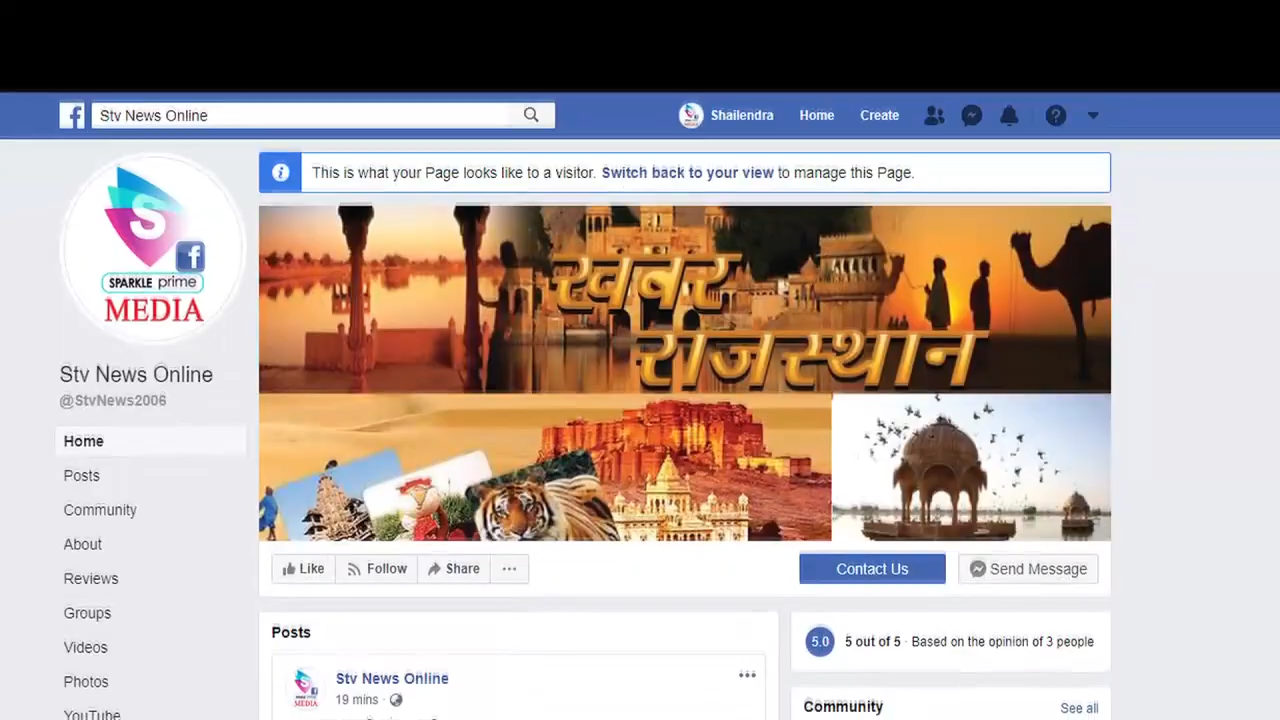 Stv News Online
Shailendra
Home
Create
This is what your Page looks like to a visitor. Switch back to your view to manage this Page.
S
SPARKLE prime
MEDIA
खबर
राजस्थान
Stv News Online
@StvNews2006
Home
Posts
Community
About
Reviews
Groups
Videos
Photos
YouTube
Like
Follow
Share
Contact Us
Send Message
Posts
Stv News Online
19 mins ·
MEDIA
5.0
5 out of 5 · Based on the opinion of 3 people
Community
See all